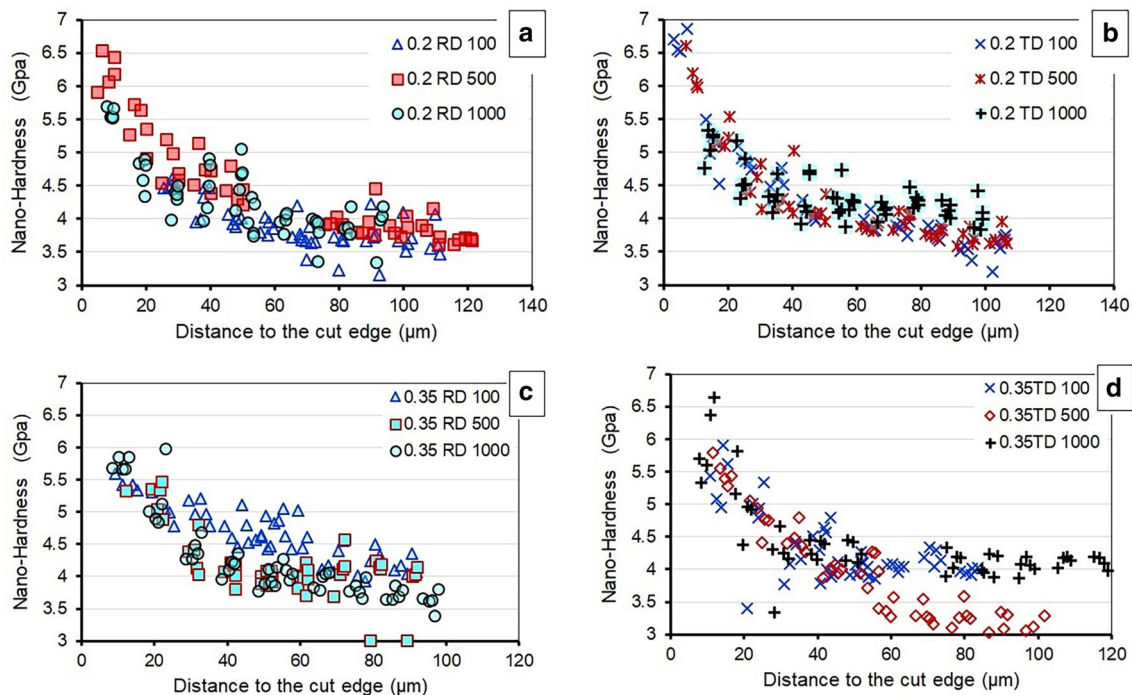 a
7
6.5
6
5.5
5
4.5
4
3.5
3
Nano-Hardness (Gpa)
0.2 RD 100
0.2 RD 500
0.2 RD 1000
0 20 40 60 80 100 120 140
Distance to the cut edge (µm)
b
7
6.5
6
5.5
5
4.5
4
3.5
3
Nano-Hardness (Gpa)
0.2 TD 100
0.2 TD 500
0.2 TD 1000
0 20 40 60 80 100 120 140
Distance to the cut edge (µm)
c
7
6.5
6
5.5
5
4.5
4
3.5
3
Nano-Hardness (Gpa)
0.35 RD 100
0.35 RD 500
0.35 RD 1000
0 20 40 60 80 100 120
Distance to the cut edge (µm)
d
7
6.5
6
5.5
5
4.5
4
3.5
3
Nano-Hardness (Gpa)
0.35TD 100
0.35TD 500
0.35TD 1000
0 20 40 60 80 100 120
Distance to the cut edge (µm)